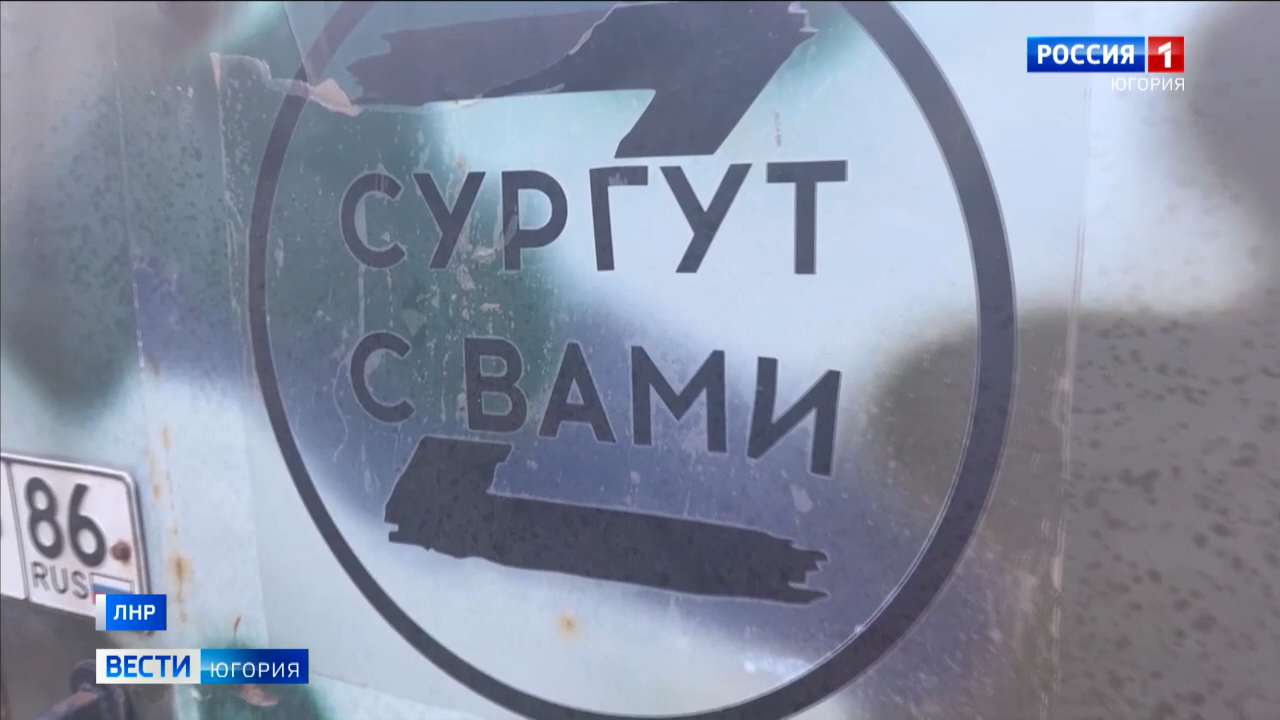 РОССИЯ 1
ЮГОРИЯ
СУРГУТ
С ВАМИ
86
RUS
ЛНР
ВЕСТИ ЮГОРИЯ